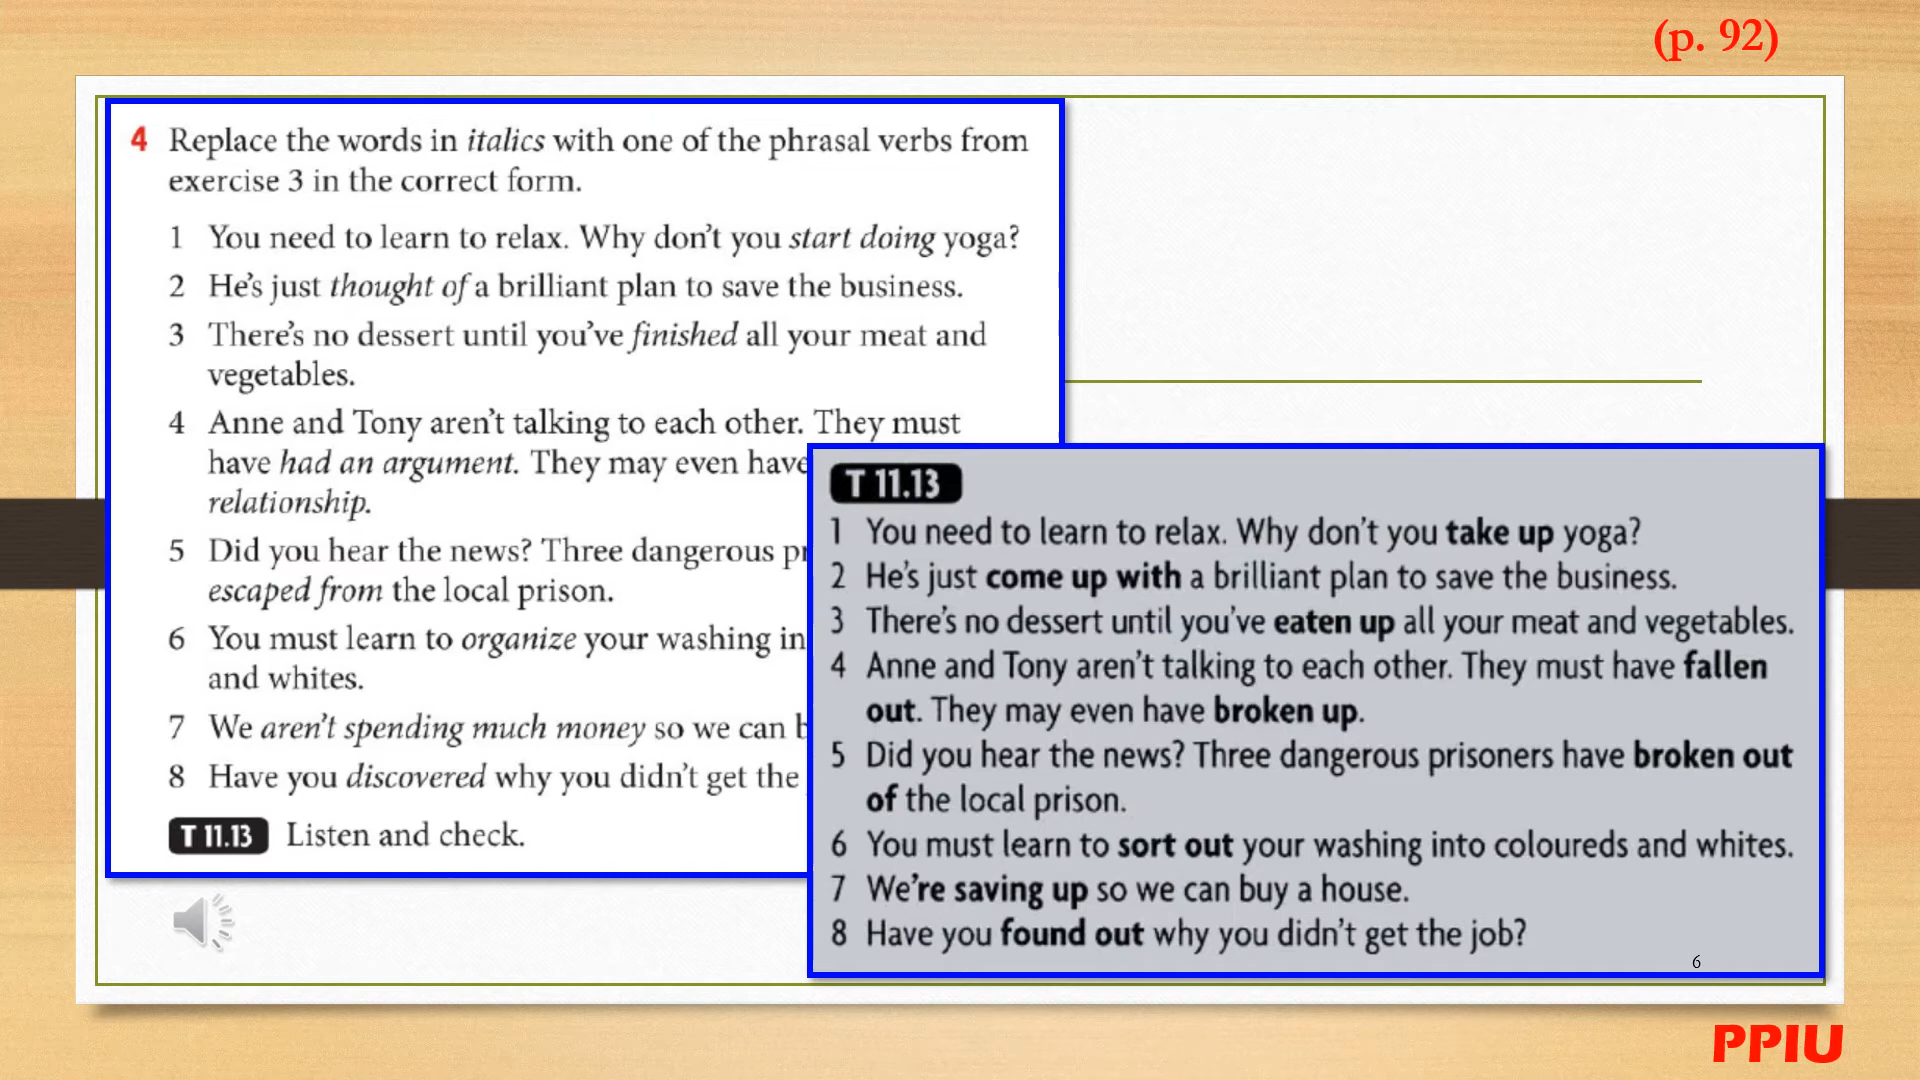 (p. 92)
4 Replace the words in italics with one of the phrasal verbs from
exercise 3 in the correct form.
1 You need to learn to relax. Why don't you start doing yoga?
2 He's just thought of a brilliant plan to save the business.
3 There's no dessert until you've finished all your meat and
vegetables.
4 Anne and Tony aren't talking to each other. They must
have had an argument. They may even have
relationship.
5 Did you hear the news? Three dangerous pr
escaped from the local prison.
6 You must learn to organize your washing in
and whites.
7 We aren't spending much money so we can b
8 Have you discovered why you didn't get the
T 11.13 Listen and check.
T 11.13
1 You need to learn to relax. Why don't you take up yoga?
2 He's just come up with a brilliant plan to save the business.
3 There's no dessert until you've eaten up all your meat and vegetables.
4 Anne and Tony aren't talking to each other. They must have fallen
out. They may even have broken up.
5 Did you hear the news? Three dangerous prisoners have broken out
of the local prison.
6 You must learn to sort out your washing into coloureds and whites.
7 We're saving up so we can buy a house.
8 Have you found out why you didn't get the job?
6
PPIU